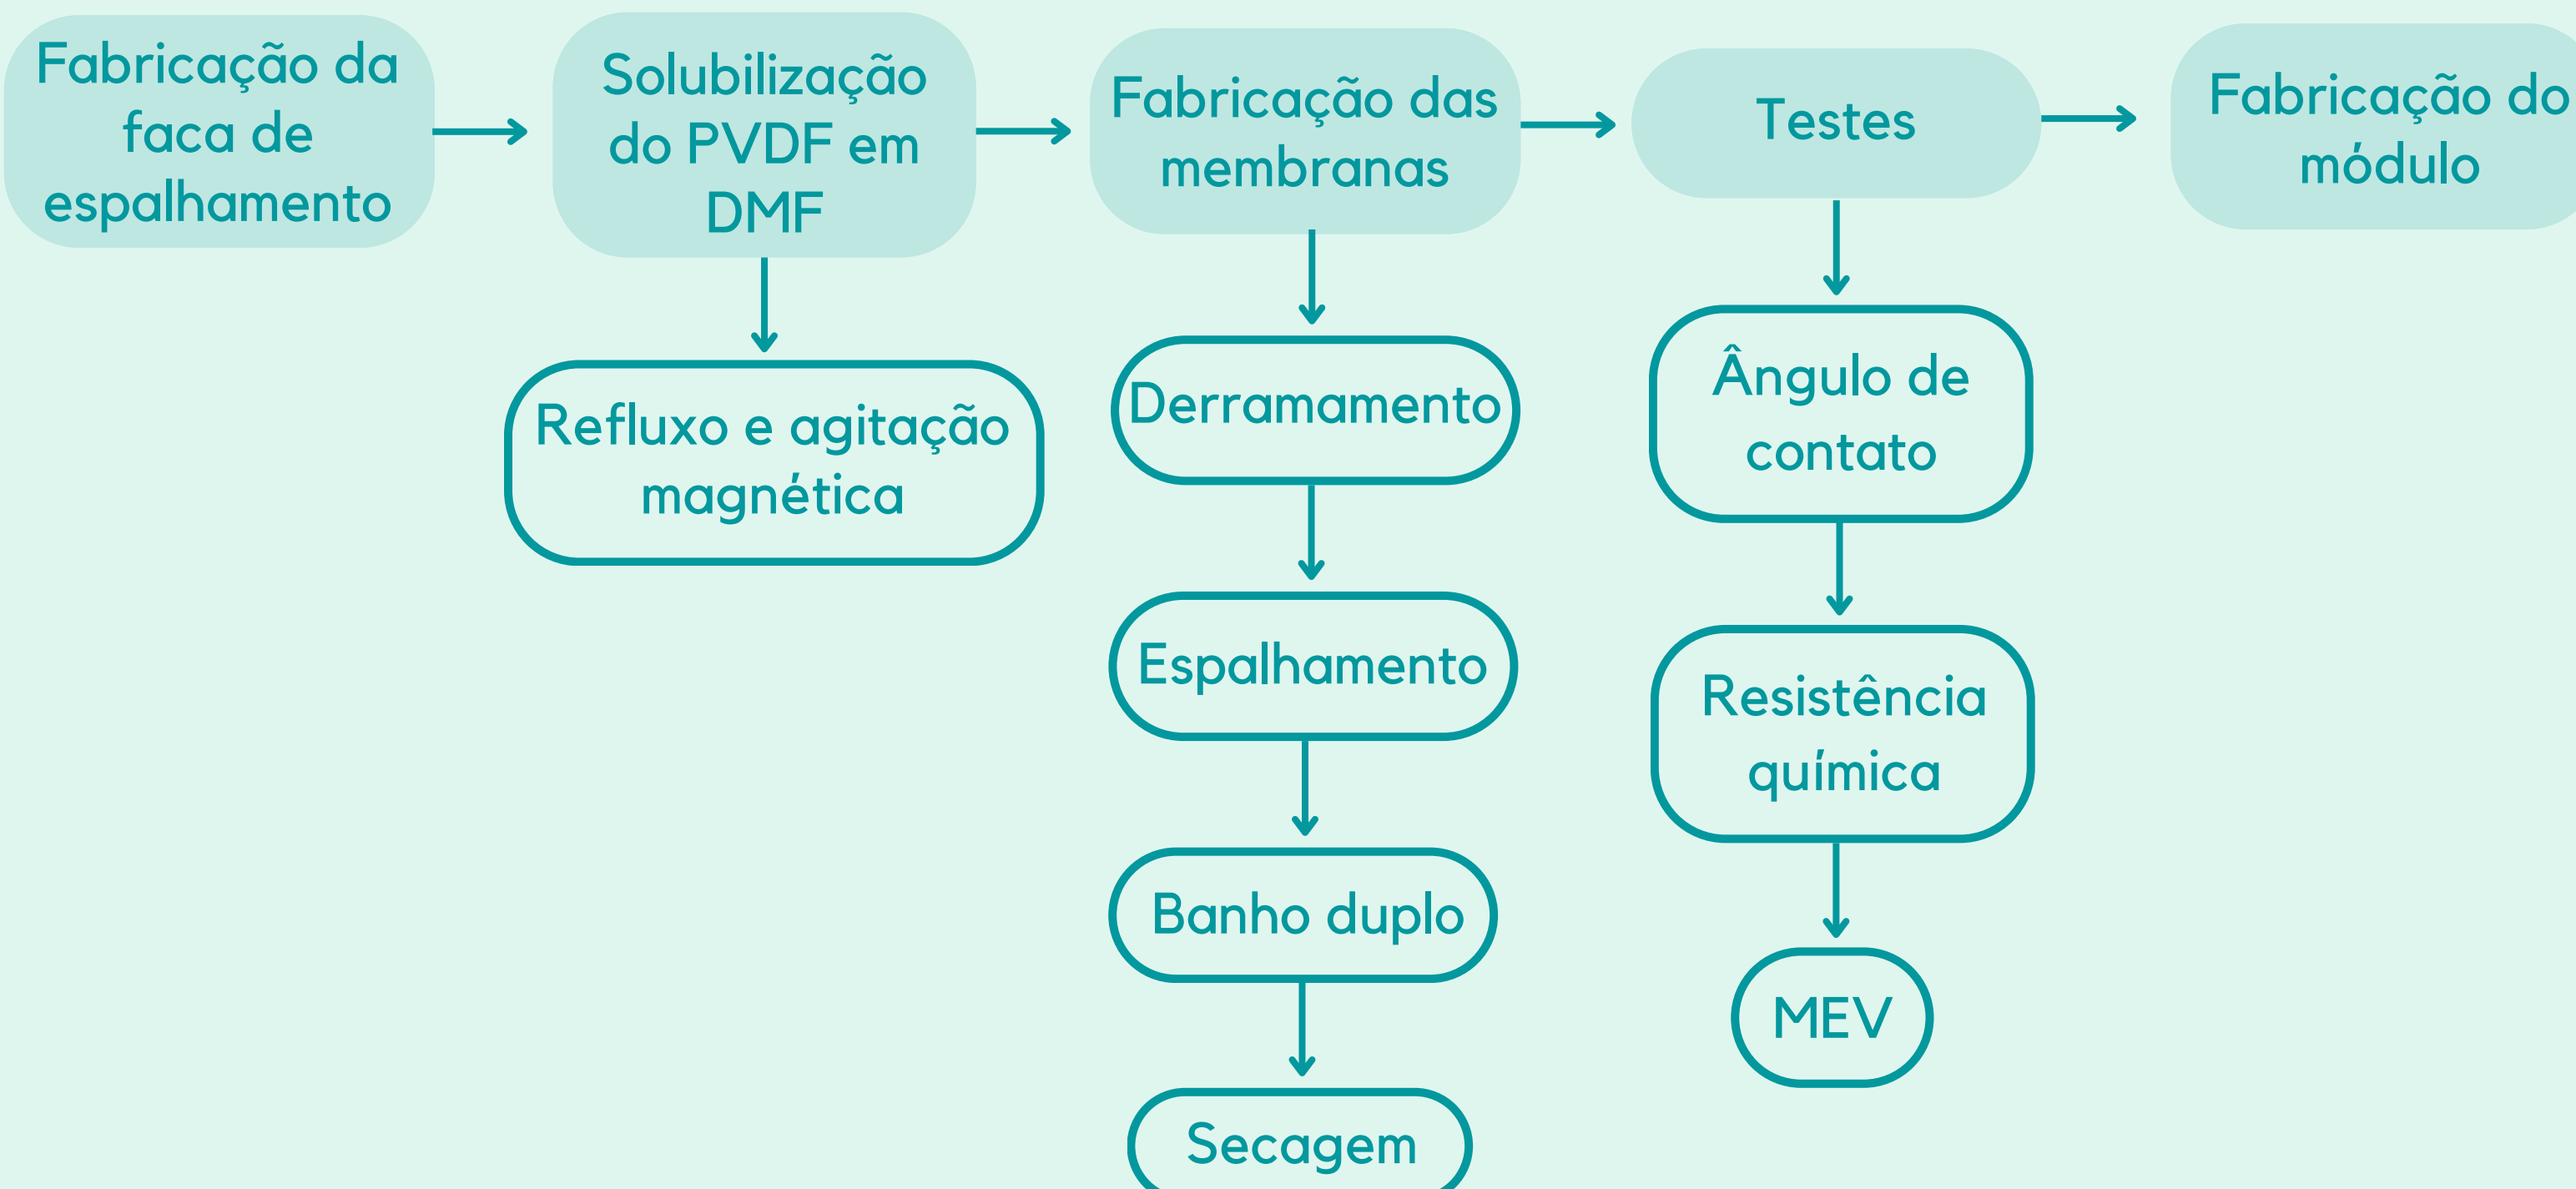 Fabricação da
faca de
espalhamento
Solubilização
do PVDF em
DMF
Fabricação das
membranas
Testes
Fabricação do
módulo
Refluxo e agitação
magnética
Derramamento
Espalhamento
Banho duplo
Secagem
Ângulo de
contato
Resistência
química
MEV